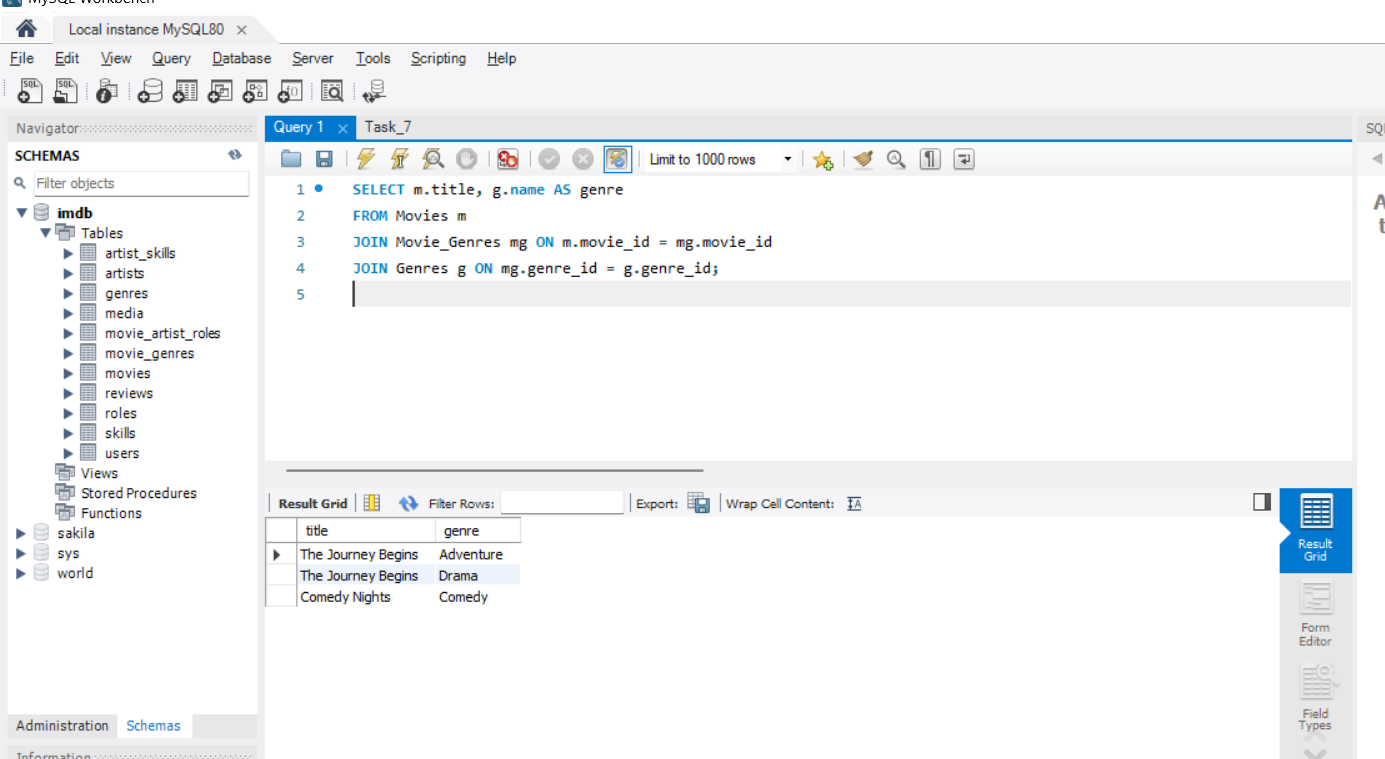 MySQL Workbench
Local instance MySQL80
File Edit View Query Database Server Tools Scripting Help
Navigator
SCHEMAS
Filter objects
imdb
Tables
artist_skills
artists
genres
media
movie_artist_roles
movie_genres
movies
reviews
roles
skills
users
Views
Stored Procedures
Functions
sakila
sys
world
Administration Schemas
Information
Query 1 Task_7
Limit to 1000 rows
1 SELECT m.title, g.name AS genre
2 FROM Movies m
3 JOIN Movie_Genres mg ON m.movie_id = mg.movie_id
4 JOIN Genres g ON mg.genre_id = g.genre_id;
5
Result Grid Filter Rows: Export: Wrap Cell Content:
title genre
The Journey Begins Adventure
The Journey Begins Drama
Comedy Nights Comedy
Result
Grid
Form
Editor
Field
Types